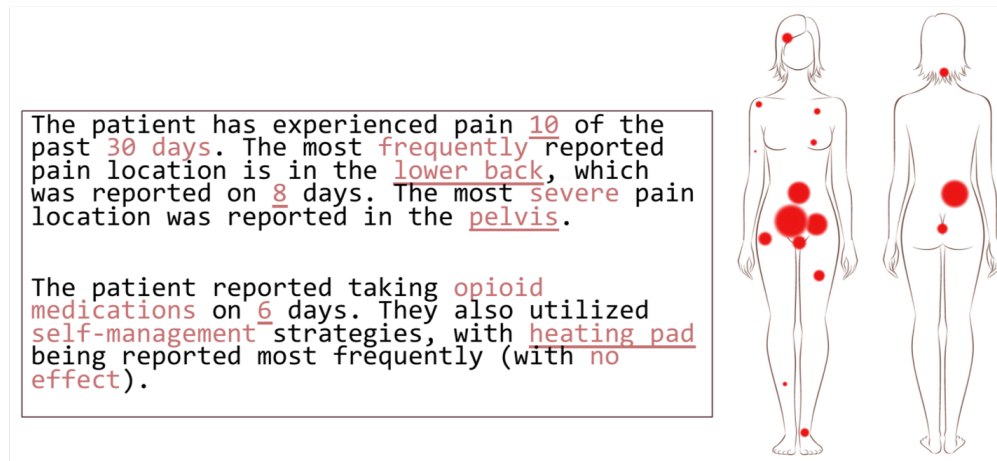 The patient has experienced pain 10 of the
past 30 days. The most frequently reported
pain location is in the lower back, which
was reported on 8 days. The most severe pain
location was reported in the pelvis.
The patient reported taking opioid
medications on 6 days. They also utilized
self-management strategies, with heating pad
being reported most frequently (with no
effect).